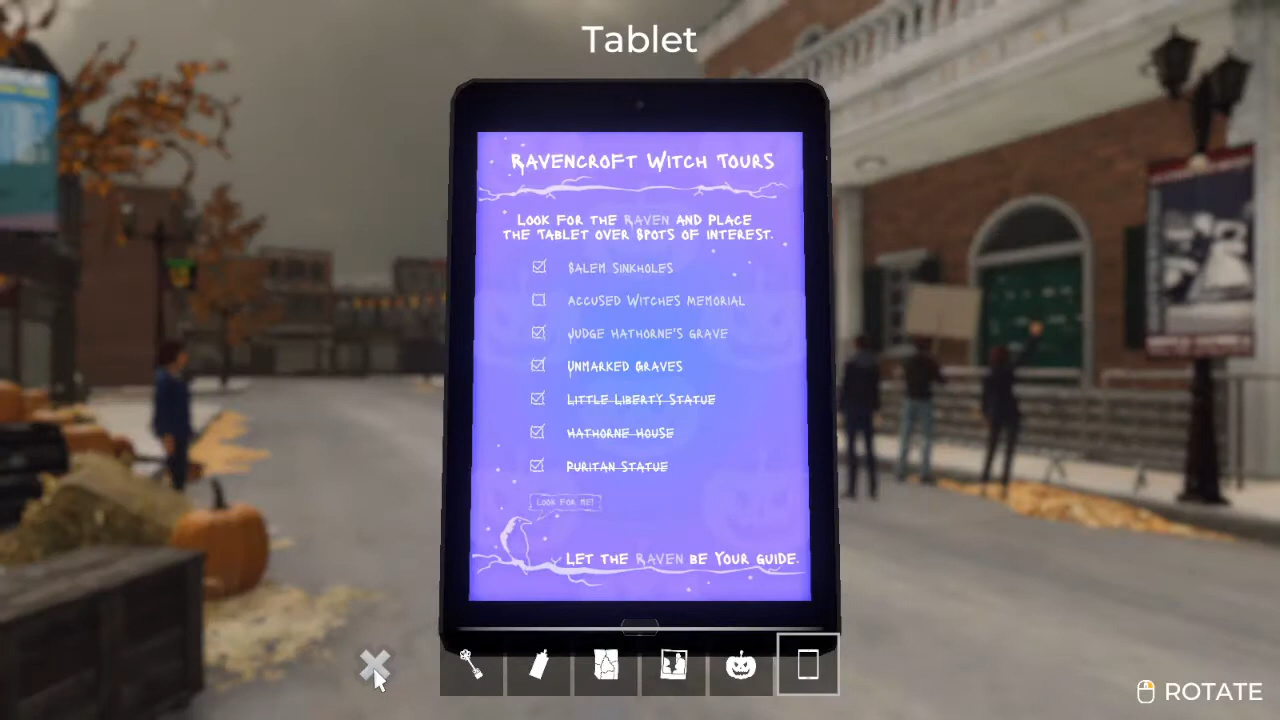 Tablet
RAVENCROFT WITCH TOURS
LOOK FOR THE RAVEN AND PLACE
THE TABLET OVER SPOTS OF INTEREST.
SALEM SINKHOLES
ACCUSED WITCHES MEMORIAL
JUDGE HATHORNE'S GRAVE
UNMARKED GRAVES
LITTLE LIBERTY STATUE
HATHORNE HOUSE
PURITAN STATUE
LOOK FOR ME!
LET THE RAVEN BE YOUR GUIDE.
ROTATE